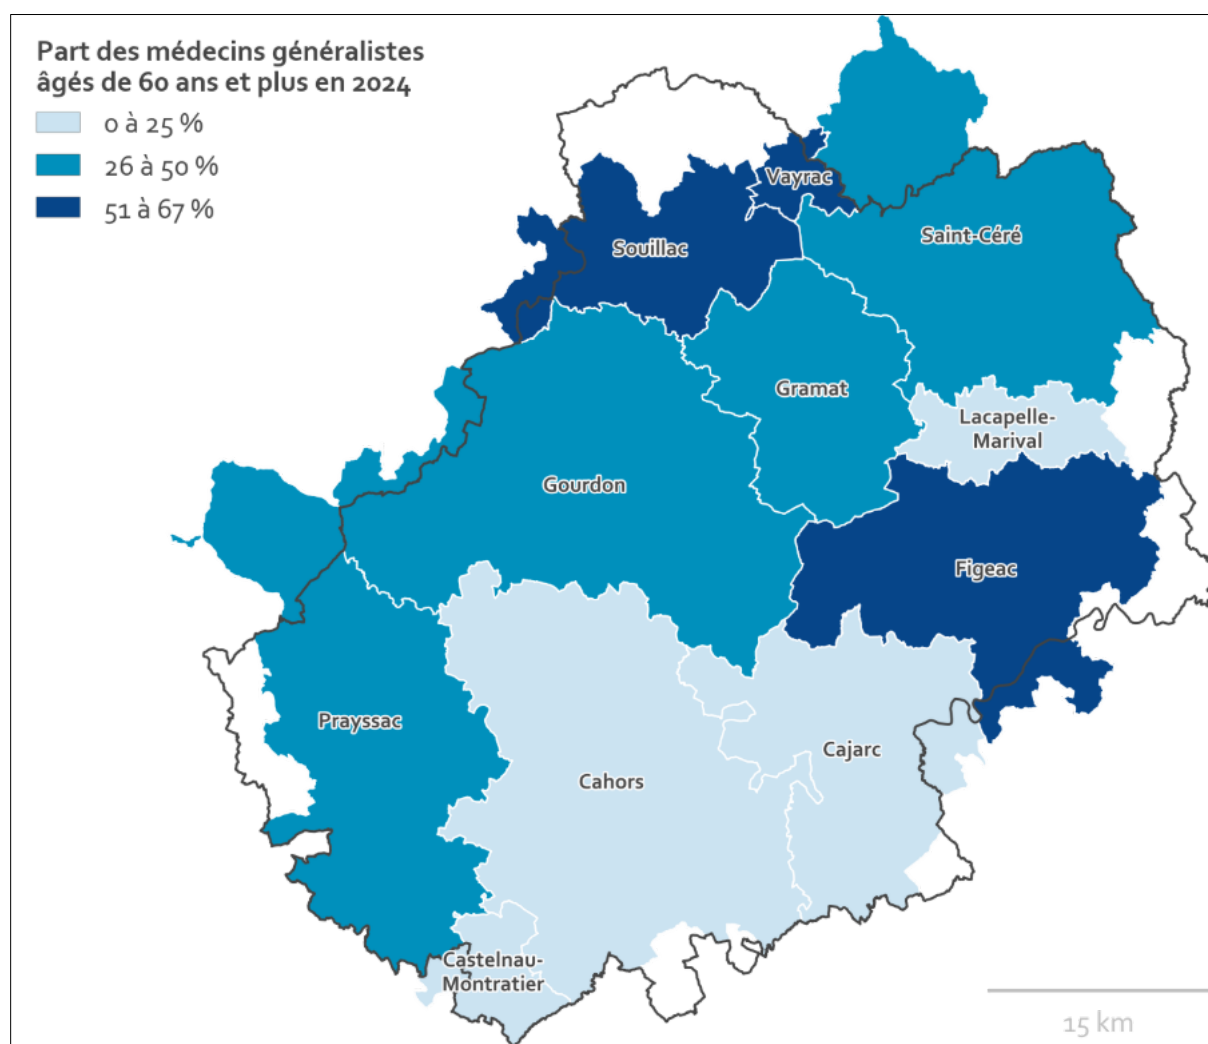 Part des médecins généralistes
âgés de 60 ans et plus en 2024
0 à 25 %
26 à 50 %
51 à 67 %
Vayrac
Souillac
Saint-Céré
Gramat
Lacapelle-
Marival
Gourdon
Figeac
Prayssac
Cajarc
Cahors
Castelnau-
Montratier
15 km